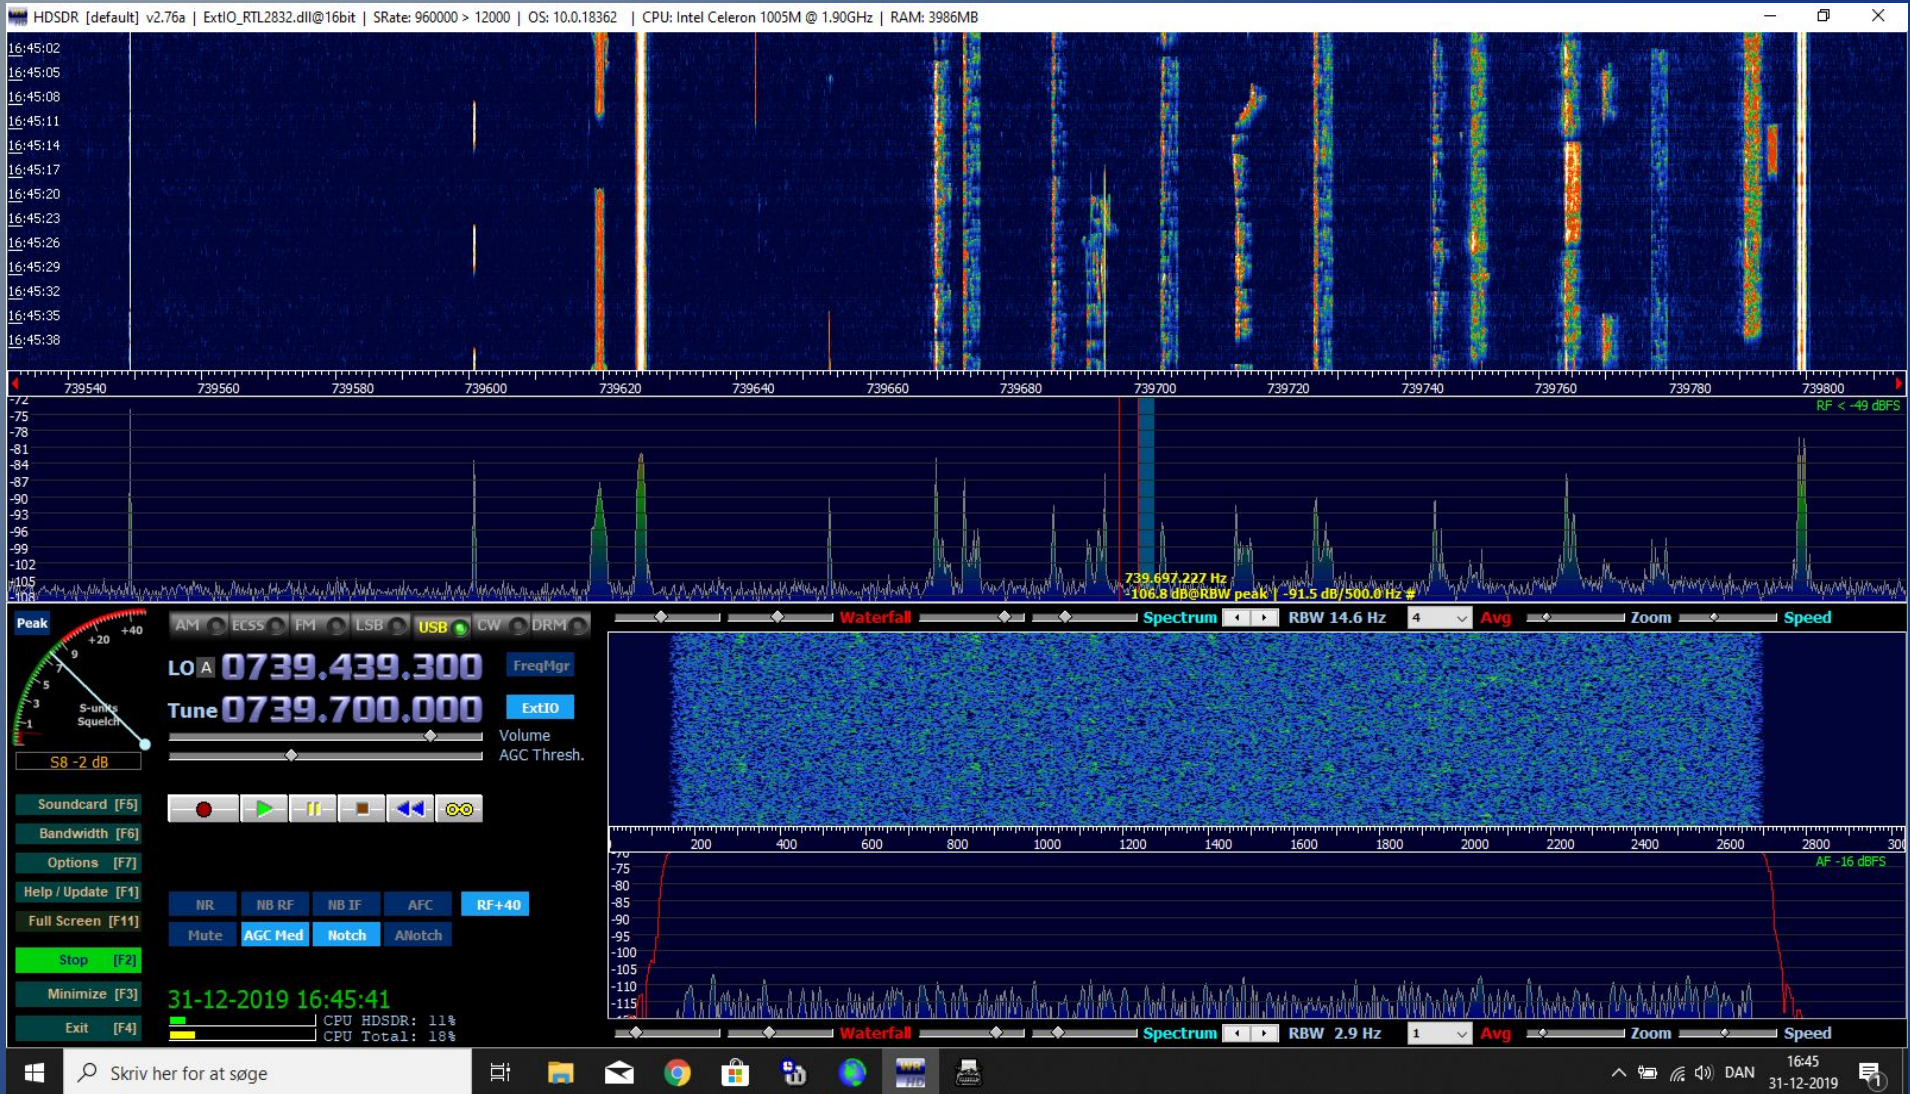 HDSDR [default] v2.76a | ExtIO_RTL2832.dll@16bit | SRate: 960000 > 12000 | OS: 10.0.18362 | CPU: Intel Celeron 1005M @ 1.90GHz | RAM: 3986MB
16:45:02
16:45:05
16:45:08
16:45:11
16:45:14
16:45:17
16:45:20
16:45:23
16:45:26
16:45:29
16:45:32
16:45:35
16:45:38
739540 739560 739580 739600 739620 739640 739660 739680 739700 739720 739740 739760 739780 739800
-72
RF < -49 dBFS
-75
-78
-81
-84
-87
-90
-93
-96
-99
-102
-105
-108
739.697.227 Hz
-106.8 dB@RBW peak | -91.5 dB/500.0 Hz #
Waterfall Spectrum RBW 14.6 Hz 4 Avg Zoom Speed
Peak
1 3 5 7 9 +20 +40
S-units
Squelch
S8 -2 dB
AM ECSS FM LSB USB CW DRM
LO A 0739.439.300 FreqMgr
Tune 0739.700.000 ExtIO
Volume
AGC Thresh.
Soundcard [F5]
Bandwidth [F6]
Options [F7]
Help / Update [F1]
Full Screen [F11]
Stop [F2]
Minimize [F3]
Exit [F4]
NR NB RF NB IF AFC RF+40
Mute AGC Med Notch ANotch
31-12-2019 16:45:41
CPU HDSDR: 11%
CPU Total: 18%
200 400 600 800 1000 1200 1400 1600 1800 2000 2200 2400 2600 2800
-70
AF -16 dBFS
-75
-80
-85
-90
-95
-100
-105
-110
-115
Waterfall Spectrum RBW 2.9 Hz 1 Avg Zoom Speed
Skriv her for at søge
WR
HD
DAN
16:45
31-12-2019
1